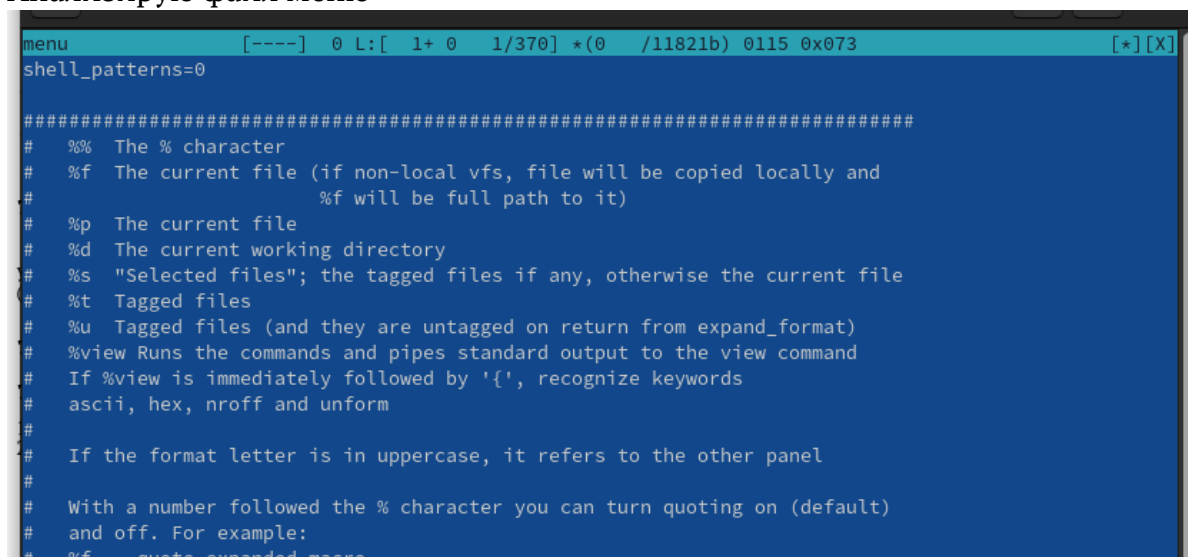 Анализирую файл меню
menu [----] 0 L:[ 1+ 0 1/370] *(0 /11821b) 0115 0x073 [*][X]
shell_patterns=0
##############################################################################
# %% The % character
# %f The current file (if non-local vfs, file will be copied locally and
# %f will be full path to it)
# %p The current file
# %d The current working directory
# %s "Selected files"; the tagged files if any, otherwise the current file
# %t Tagged files
# %u Tagged files (and they are untagged on return from expand_format)
# %view Runs the commands and pipes standard output to the view command
# If %view is immediately followed by '{', recognize keywords
# ascii, hex, nroff and unform
#
# If the format letter is in uppercase, it refers to the other panel
#
# With a number followed the % character you can turn quoting on (default)
# and off. For example:
# %f quote expanded macro